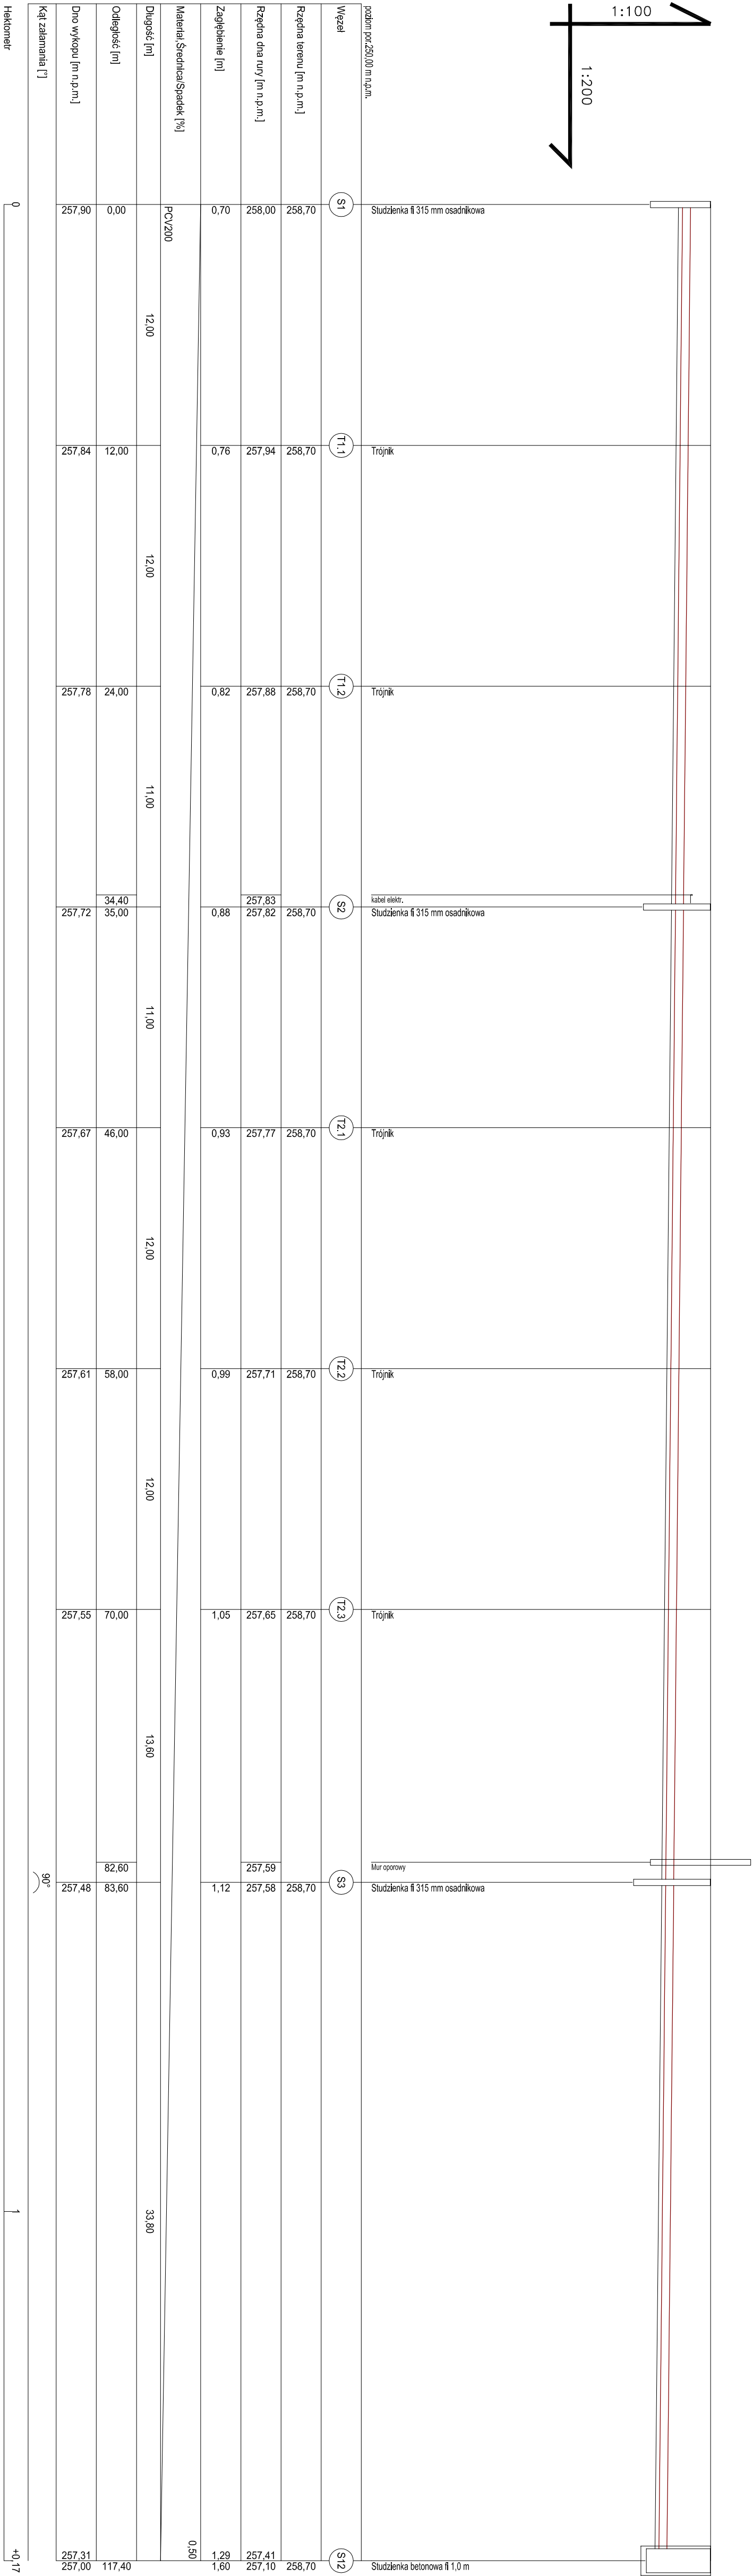 1:100
1:200
poziom por.250,00 m n.p.m.
Studzienka fi 315 mm osadnikowa
Trójnik
Trójnik
kabel elektr.
Studzienka fi 315 mm osadnikowa
Trójnik
Trójnik
Trójnik
Mur oporowy
Studzienka fi 315 mm osadnikowa
Studzienka betonowa fi 1,0 m
Węzeł S1 T1.1 T1.2 S2 T2.1 T2.2 T2.3 S3 S12
Rzędna terenu [m n.p.m.] 258,70 258,70 258,70 258,70 258,70 258,70 258,70 258,70 258,70
Rzędna dna rury [m n.p.m.] 258,00 257,94 257,88 257,83 257,82 257,77 257,71 257,65 257,59 257,58 257,41 257,10
Zagłębienie [m] 0,70 0,76 0,82 0,88 0,93 0,99 1,05 1,12 1,29 1,60
Materiał,Średnica/Spadek [%] PCV200 0,50
Długość [m] 12,00 12,00 11,00 11,00 12,00 12,00 13,60 33,80
Odległość [m] 0,00 12,00 24,00 34,40 35,00 46,00 58,00 70,00 82,60 83,60 117,40
Dno wykopu [m n.p.m.] 257,90 257,84 257,78 257,72 257,67 257,61 257,55 257,48 257,31 257,00
Kąt załamania [°] 90°
Hektometr 0 1 +0,17